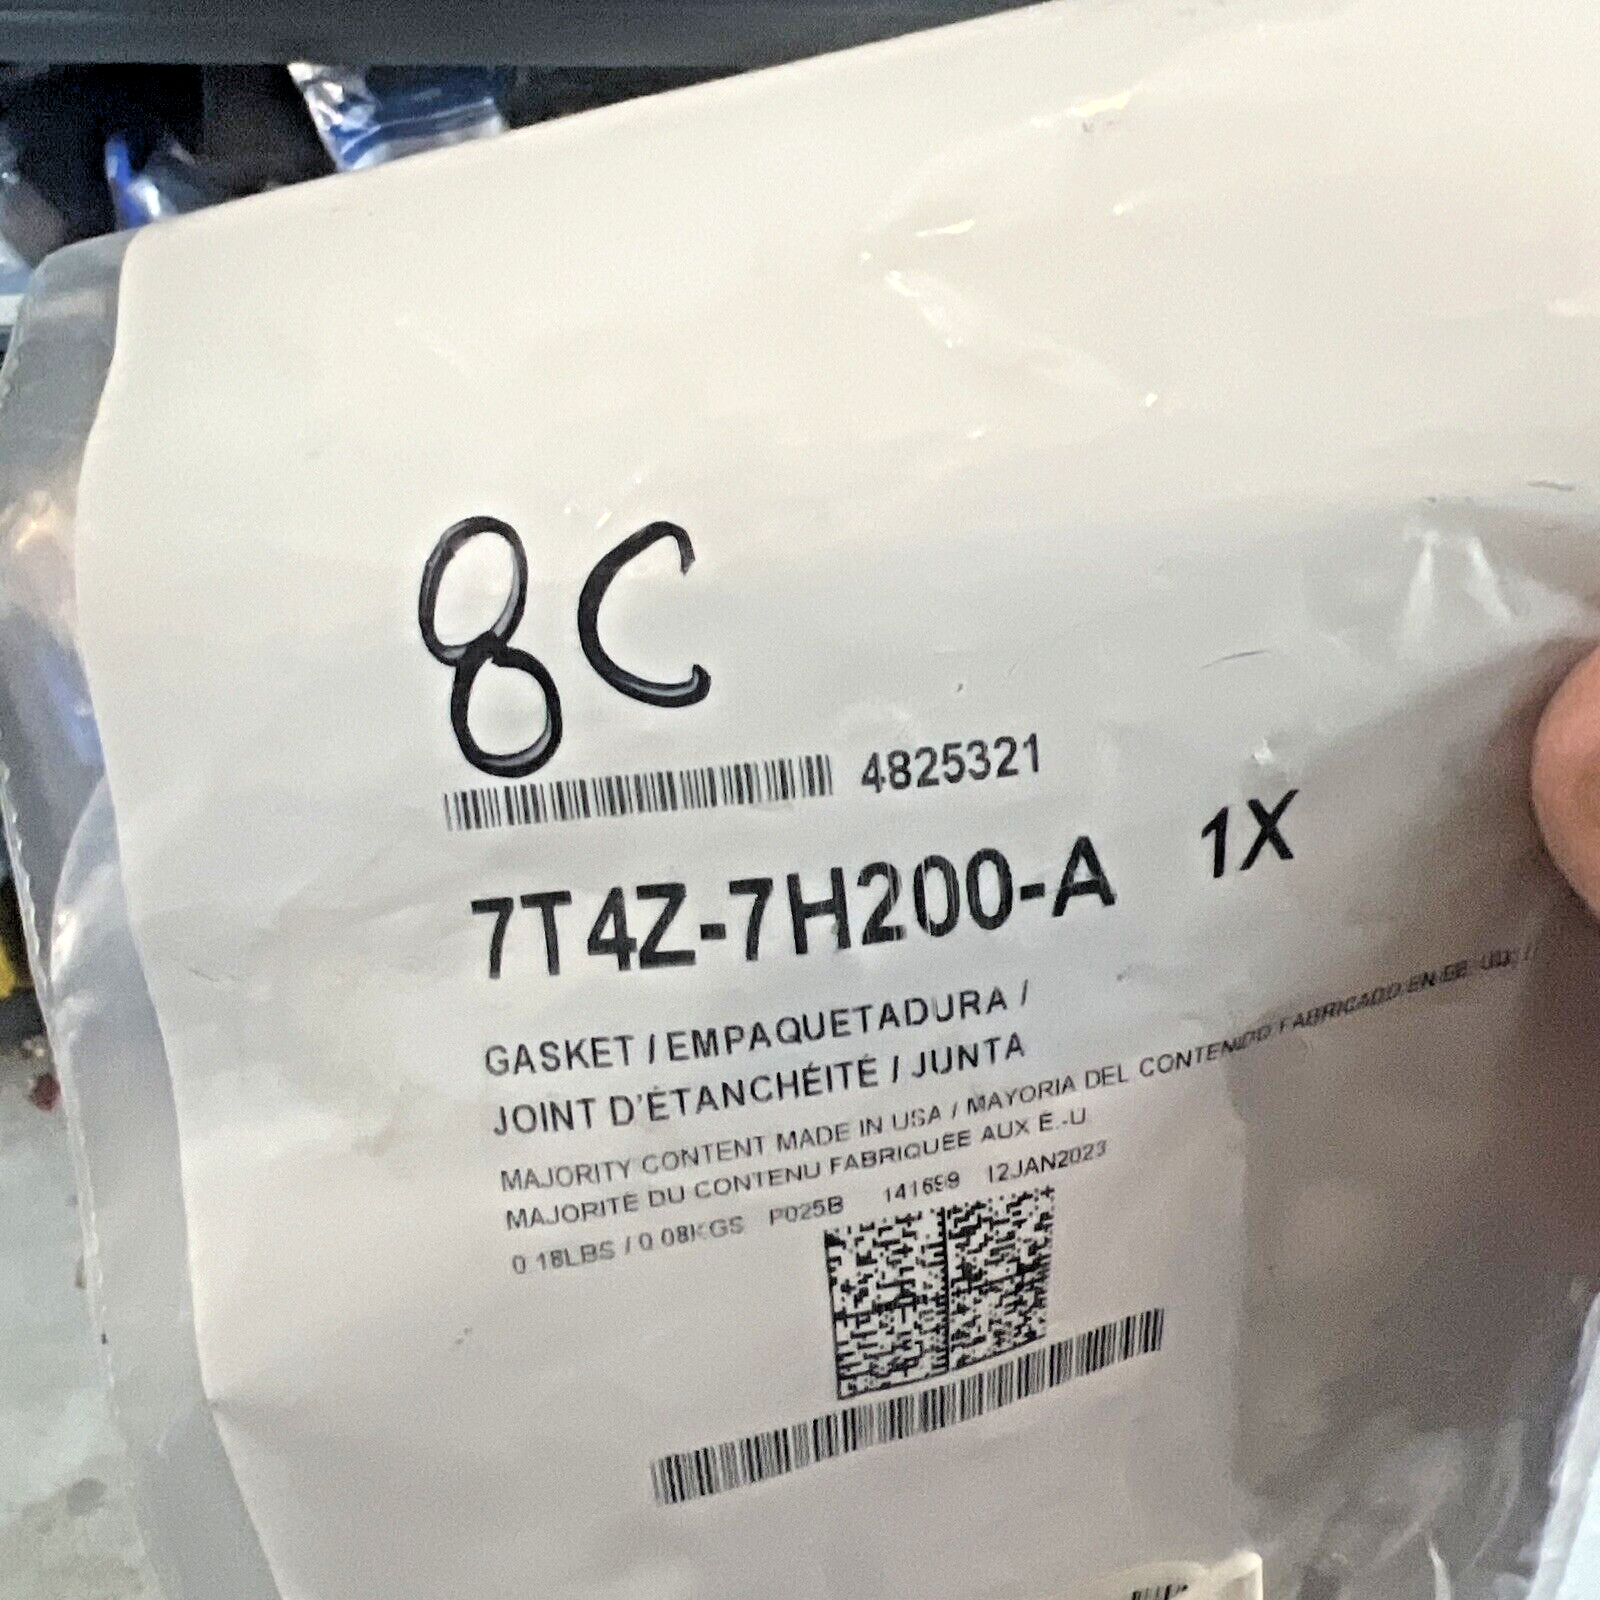 8C
4825321
7T4Z-7H200-A 1X
GASKET / EMPAQUETADURA /
JOINT D'ÉTANCHÉITÉ / JUNTA
MAJORITY CONTENT MADE IN USA / MAYORIA DEL CONTENIDO FABRICADO EN EE. UU. /
MAJORITÉ DU CONTENU FABRIQUÉE AUX É.-U
0.18LBS / 0.08KGS P025B 141699 12JAN2023